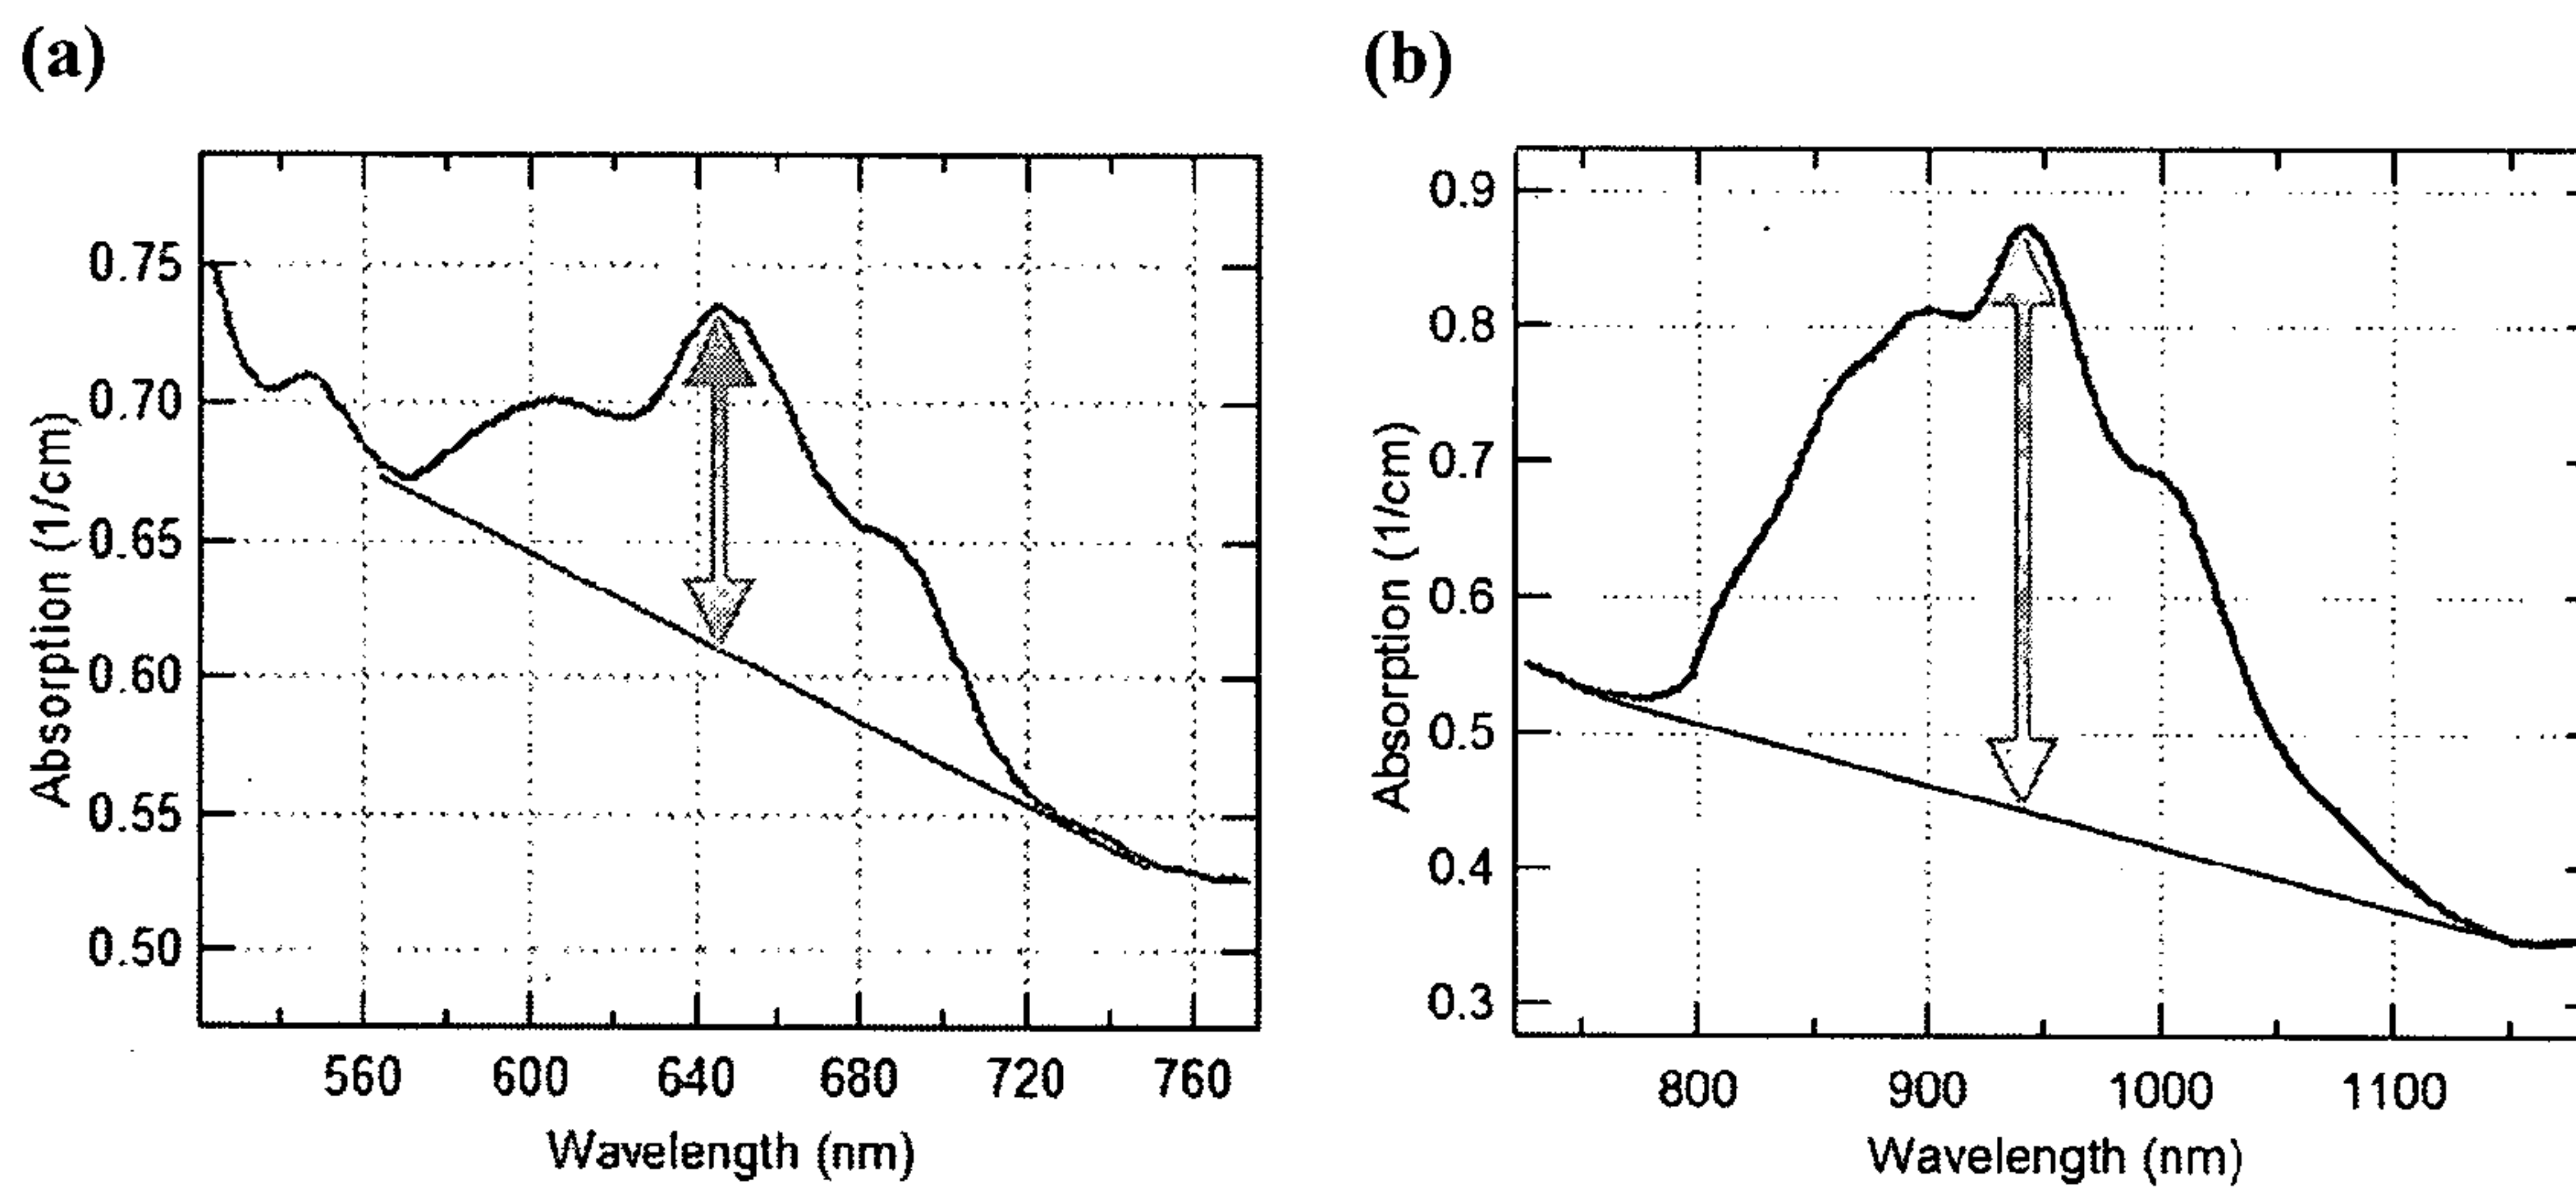 (a)
Absorption (1/cm)
0.75
0.70
0.65
0.60
0.55
0.50
560 600 640 680 720 760
Wavelength (nm)
(b)
Absorption (1/cm)
0.9
0.8
0.7
0.6
0.5
0.4
0.3
800 900 1000 1100
Wavelength (nm)